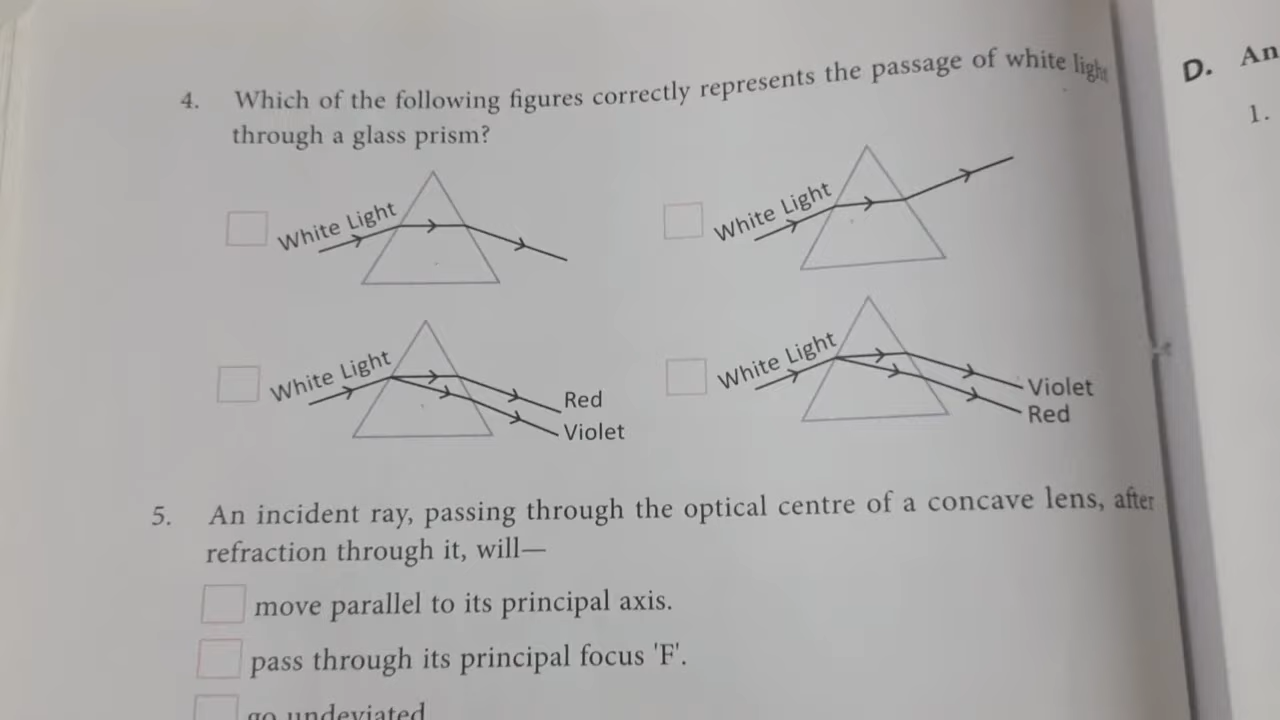 4. Which of the following figures correctly represents the passage of white light
through a glass prism?
White Light
White Light
White Light
Red
Violet
White Light
Violet
Red
5. An incident ray, passing through the optical centre of a concave lens, after
refraction through it, will—
move parallel to its principal axis.
pass through its principal focus 'F'.
go undeviated
D. An
1.